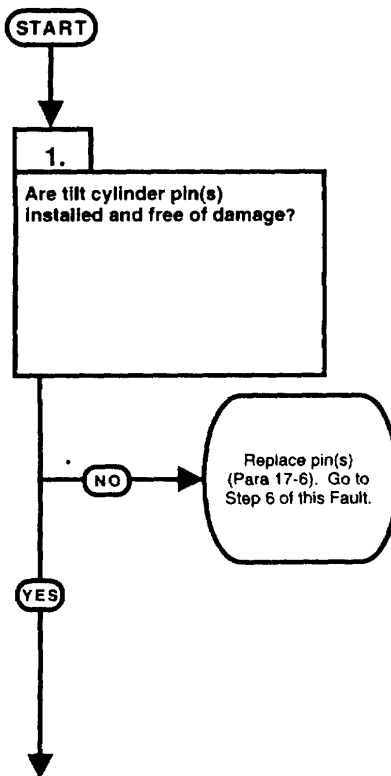 START
1.
Are tilt cylinder pin(s)
installed and free of damage?
NO
Replace pin(s)
(Para 17-6). Go to
Step 6 of this Fault.
YES